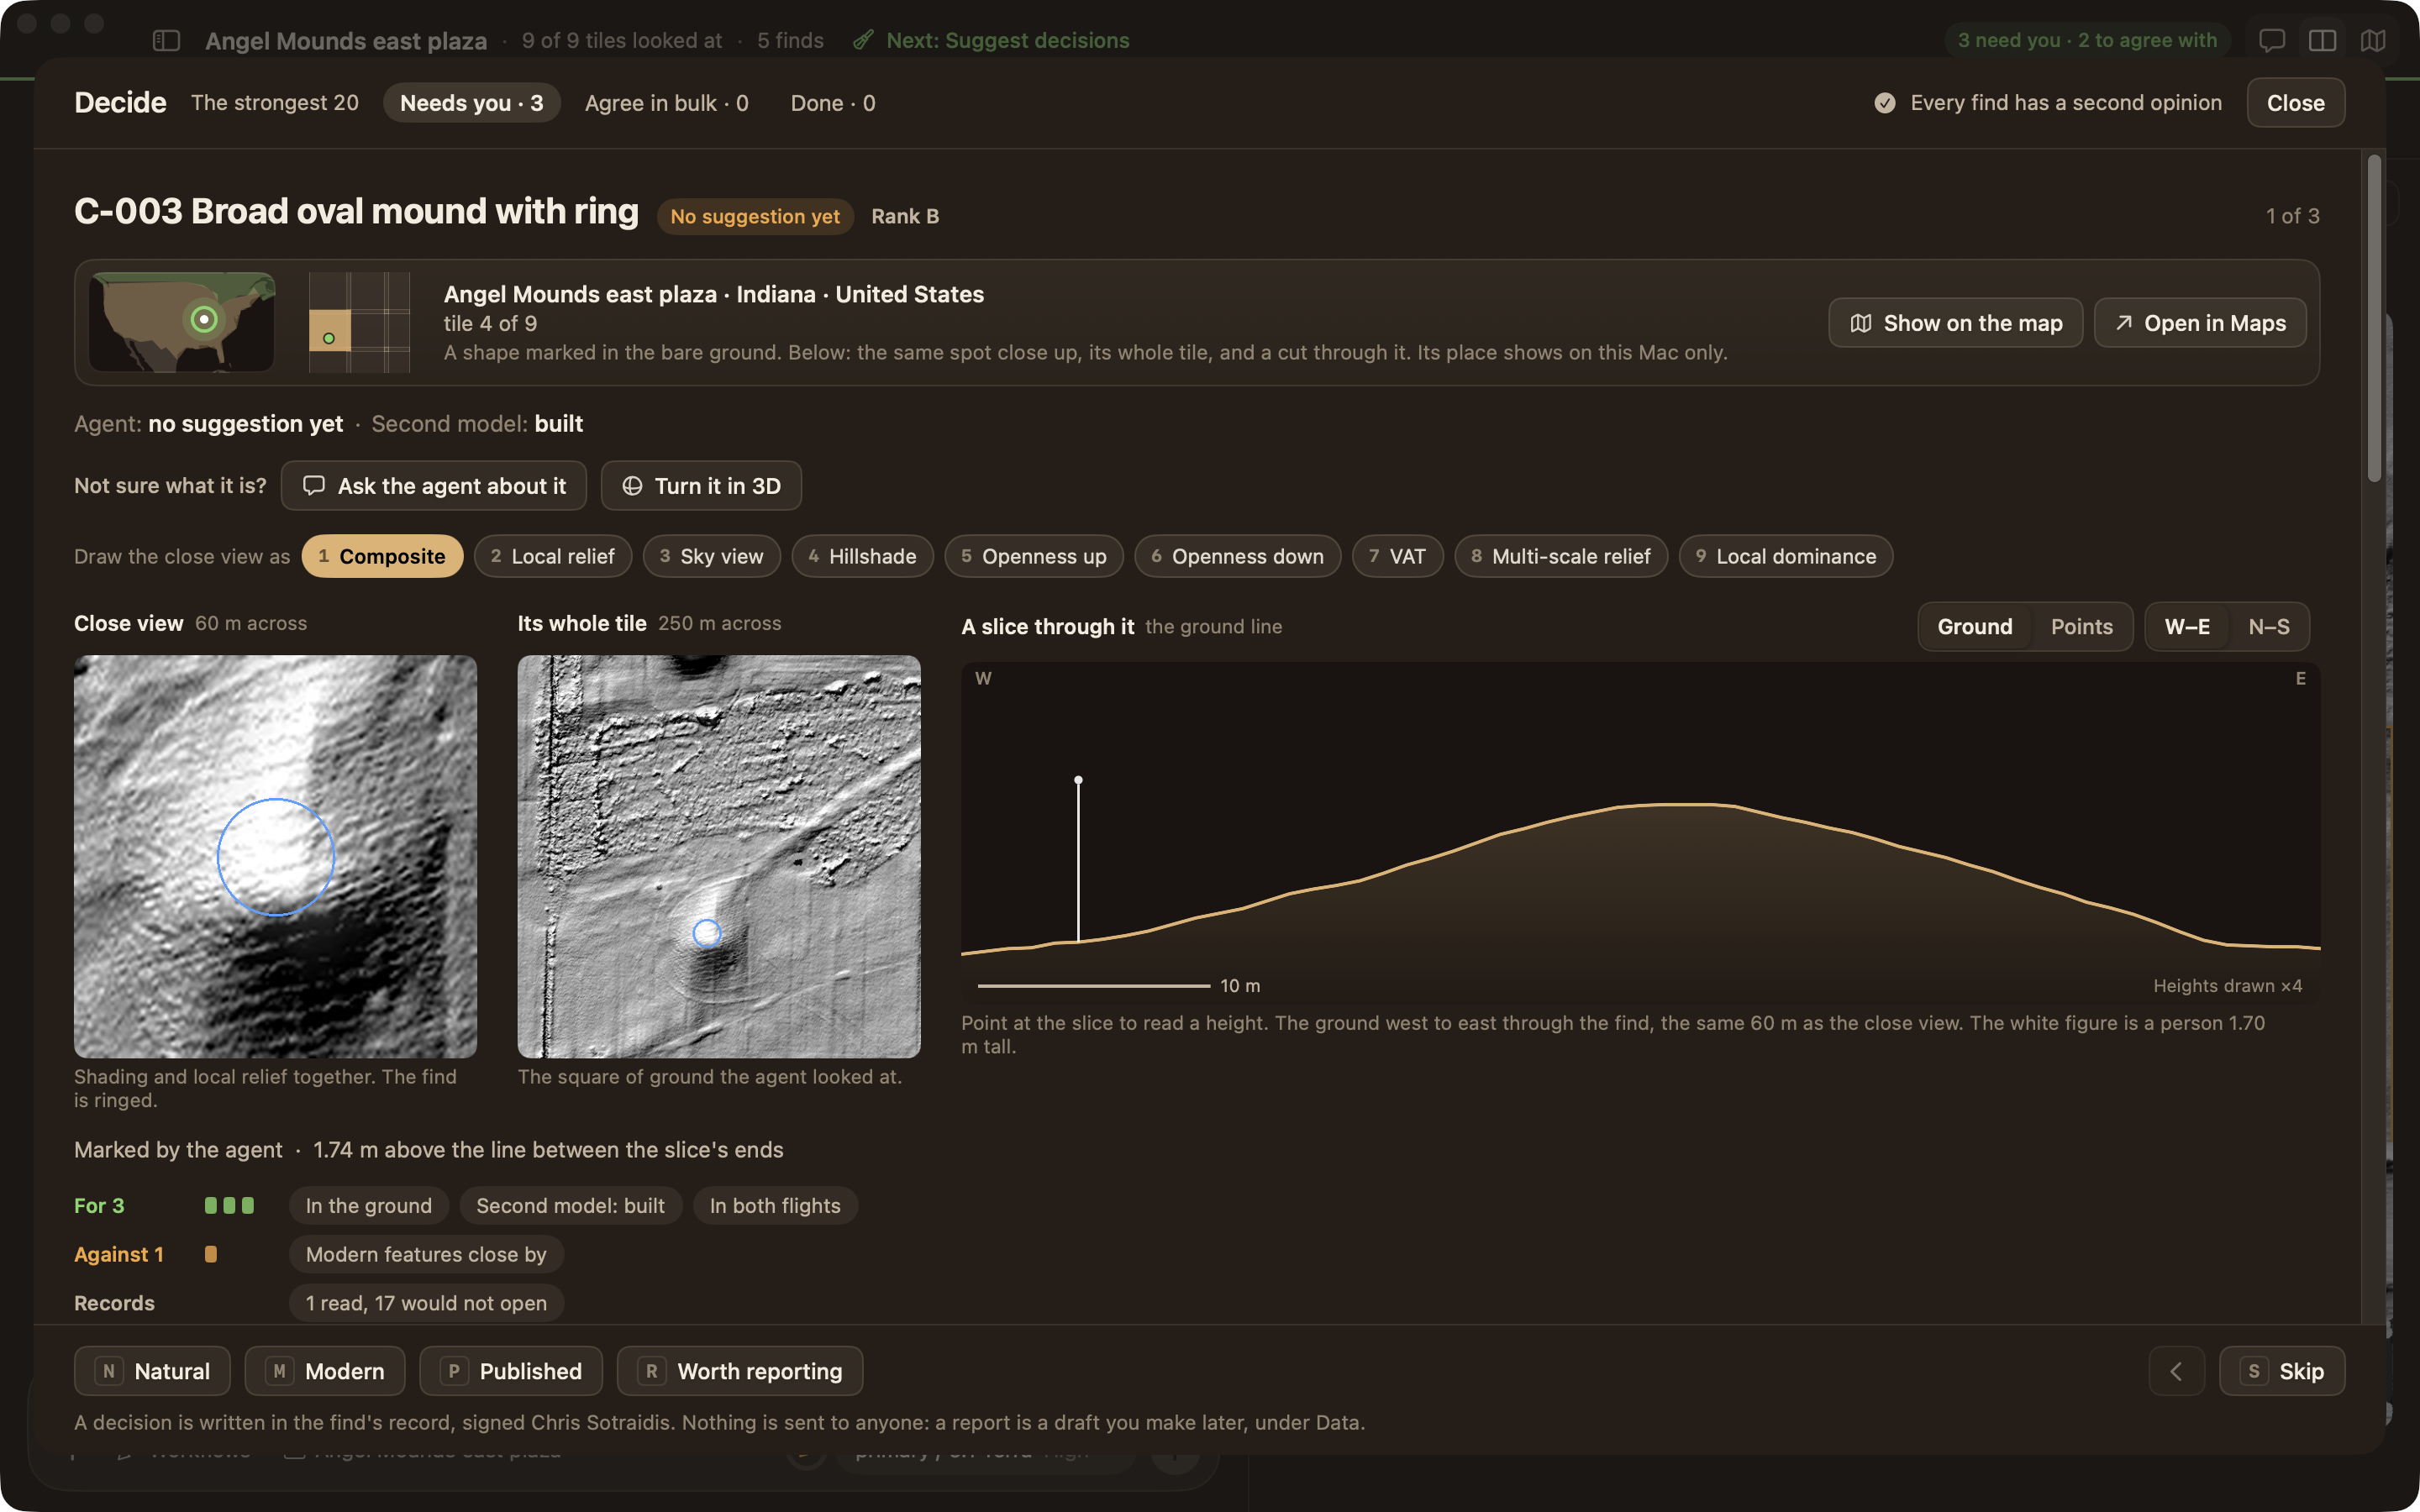 Angel Mounds east plaza · 9 of 9 tiles looked at · 5 finds Next: Suggest decisions 3 need you · 2 to agree with
Decide The strongest 20 Needs you · 3 Agree in bulk · 0 Done · 0 Every find has a second opinion Close
C-003 Broad oval mound with ring No suggestion yet Rank B 1 of 3
Angel Mounds east plaza · Indiana · United States
tile 4 of 9
A shape marked in the bare ground. Below: the same spot close up, its whole tile, and a cut through it. Its place shows on this Mac only.
Show on the map Open in Maps
Agent: no suggestion yet · Second model: built
Not sure what it is? Ask the agent about it Turn it in 3D
Draw the close view as 1 Composite 2 Local relief 3 Sky view 4 Hillshade 5 Openness up 6 Openness down 7 VAT 8 Multi-scale relief 9 Local dominance
Close view 60 m across
Its whole tile 250 m across
A slice through it the ground line Ground Points W–E N–S
W E
10 m Heights drawn ×4
Point at the slice to read a height. The ground west to east through the find, the same 60 m as the close view. The white figure is a person 1.70
m tall.
Shading and local relief together. The find
is ringed.
The square of ground the agent looked at.
Marked by the agent · 1.74 m above the line between the slice's ends
For 3 In the ground Second model: built In both flights
Against 1 Modern features close by
Records 1 read, 17 would not open
N Natural M Modern P Published R Worth reporting S Skip
A decision is written in the find's record, signed Chris Sotraidis. Nothing is sent to anyone: a report is a draft you make later, under Data.